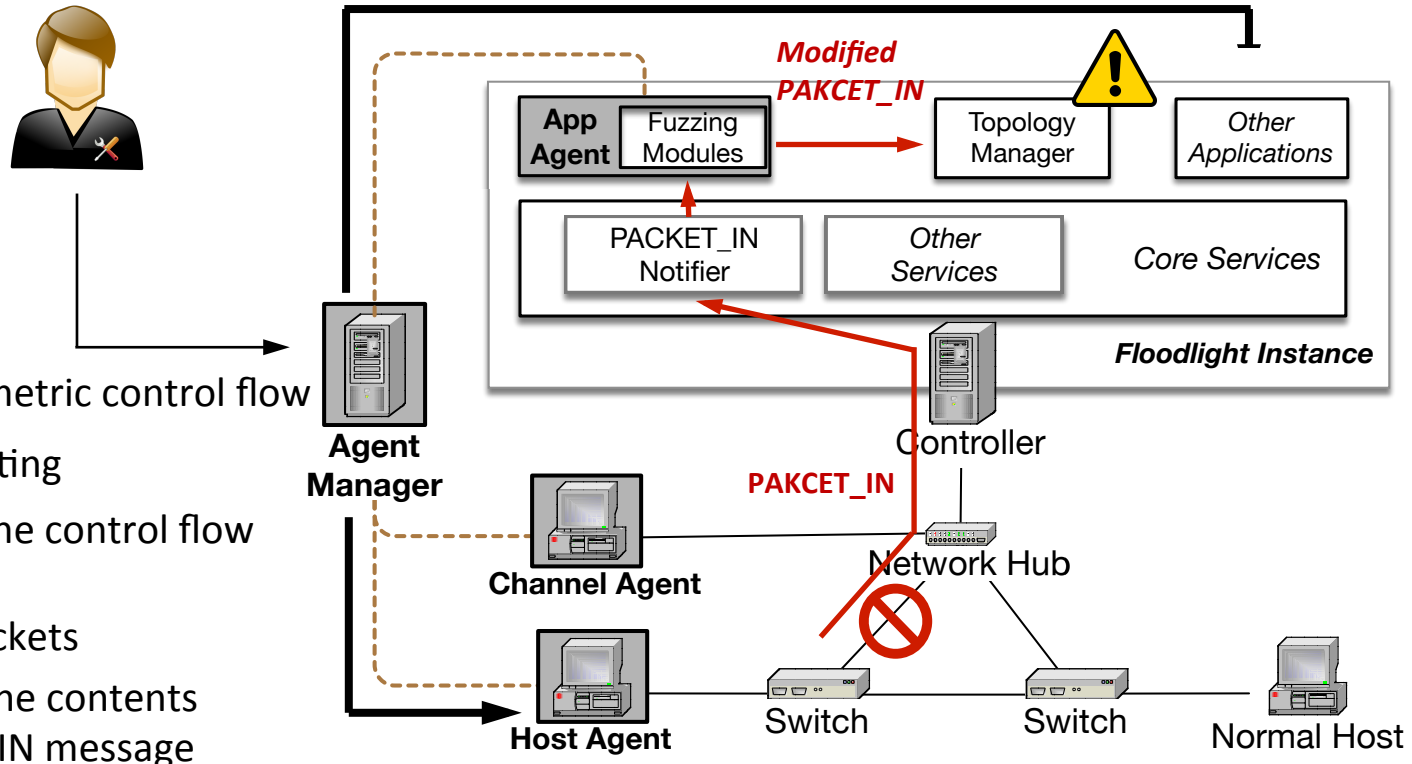 Modified
PAKCET_IN
App
Agent
Fuzzing
Modules
Topology
Manager
Other
Applications
PACKET_IN
Notifier
Other
Services
Core Services
Floodlight Instance
metric control flow
ting
ne control flow
ckets
ne contents
IN message
Agent
Manager
Controller
PAKCET_IN
Channel Agent
Network Hub
Host Agent
Switch
Switch
Normal Host